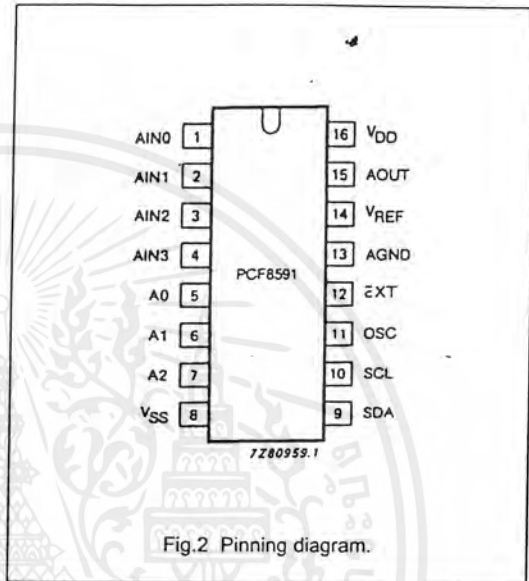 AIN0 1
AIN1 2
AIN2 3
AIN3 4
A0 5
A1 6
A2 7
VSS 8
PCF8591
16 VDD
15 AOUT
14 VREF
13 AGND
12 EXT
11 OSC
10 SCL
9 SDA
7Z80959.1
Fig.2 Pinning diagram.